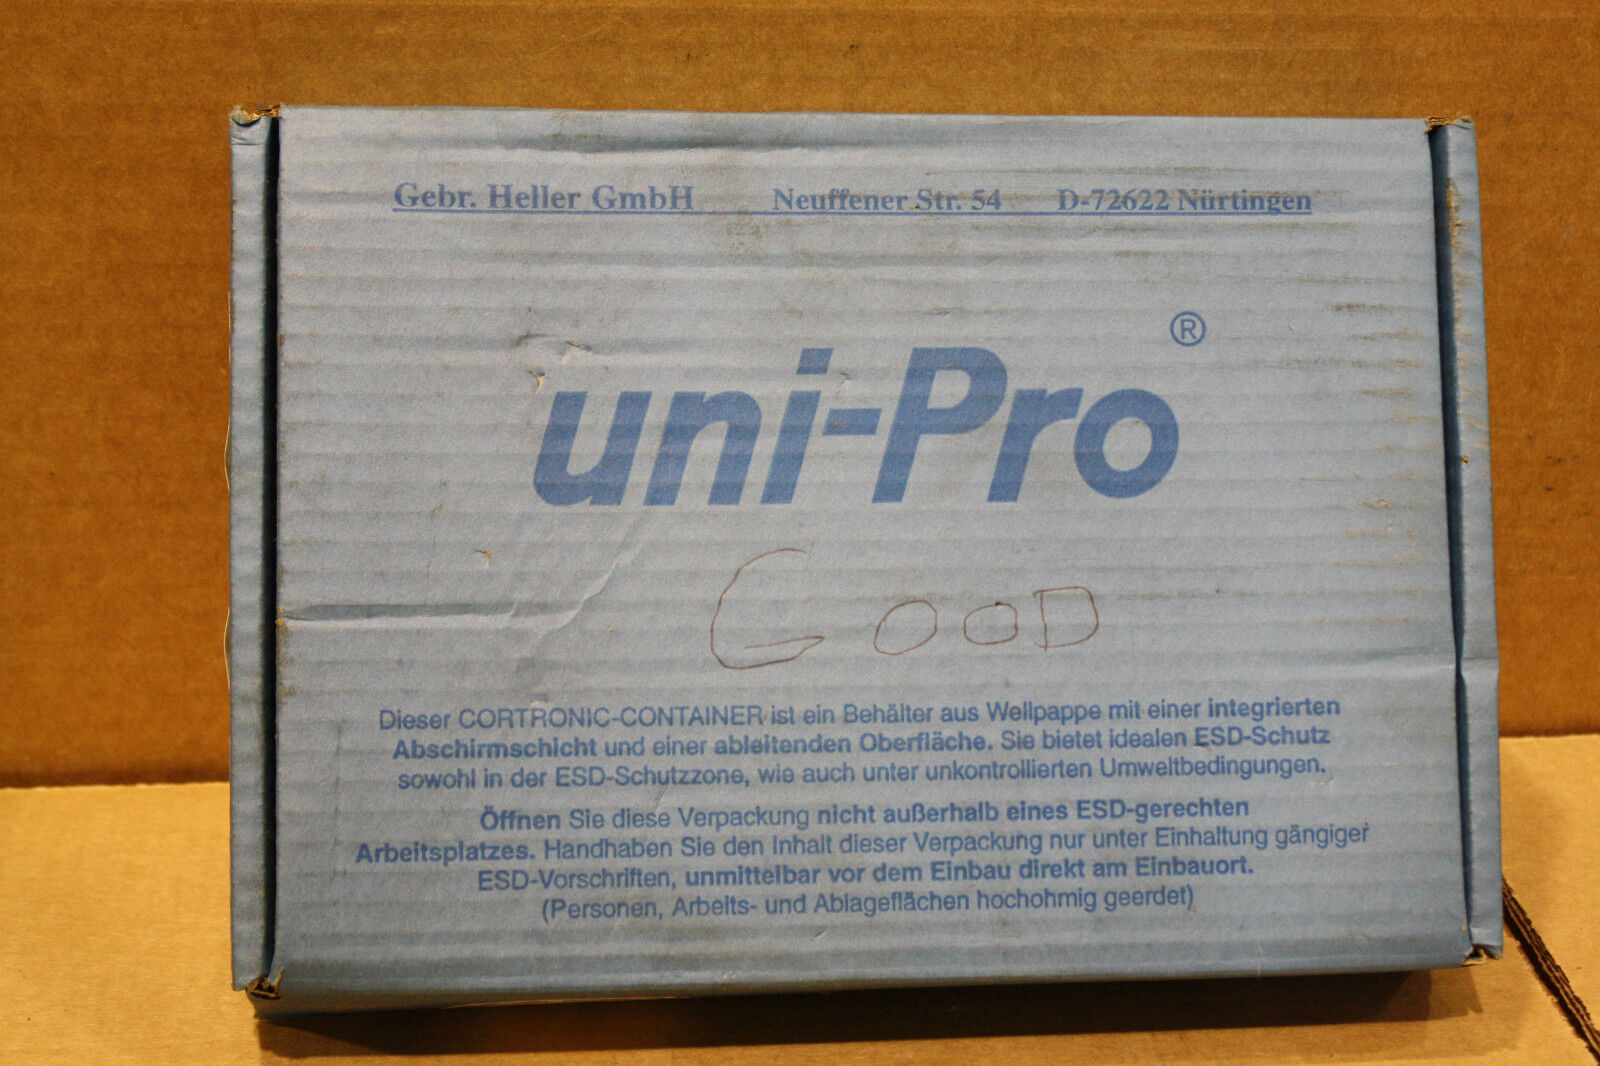 Gebr. Heller GmbH Neuffener Str. 54 D-72622 Nürtingen
uni-Pro ®
GOOD
Dieser CORTRONIC-CONTAINER ist ein Behälter aus Wellpappe mit einer integrierten
Abschirmschicht und einer ableitenden Oberfläche. Sie bietet idealen ESD-Schutz
sowohl in der ESD-Schutzzone, wie auch unter unkontrollierten Umweltbedingungen.
Öffnen Sie diese Verpackung nicht außerhalb eines ESD-gerechten
Arbeitsplatzes. Handhaben Sie den Inhalt dieser Verpackung nur unter Einhaltung gängiger
ESD-Vorschriften, unmittelbar vor dem Einbau direkt am Einbauort.
(Personen, Arbeits- und Ablageflächen hochohmig geerdet)